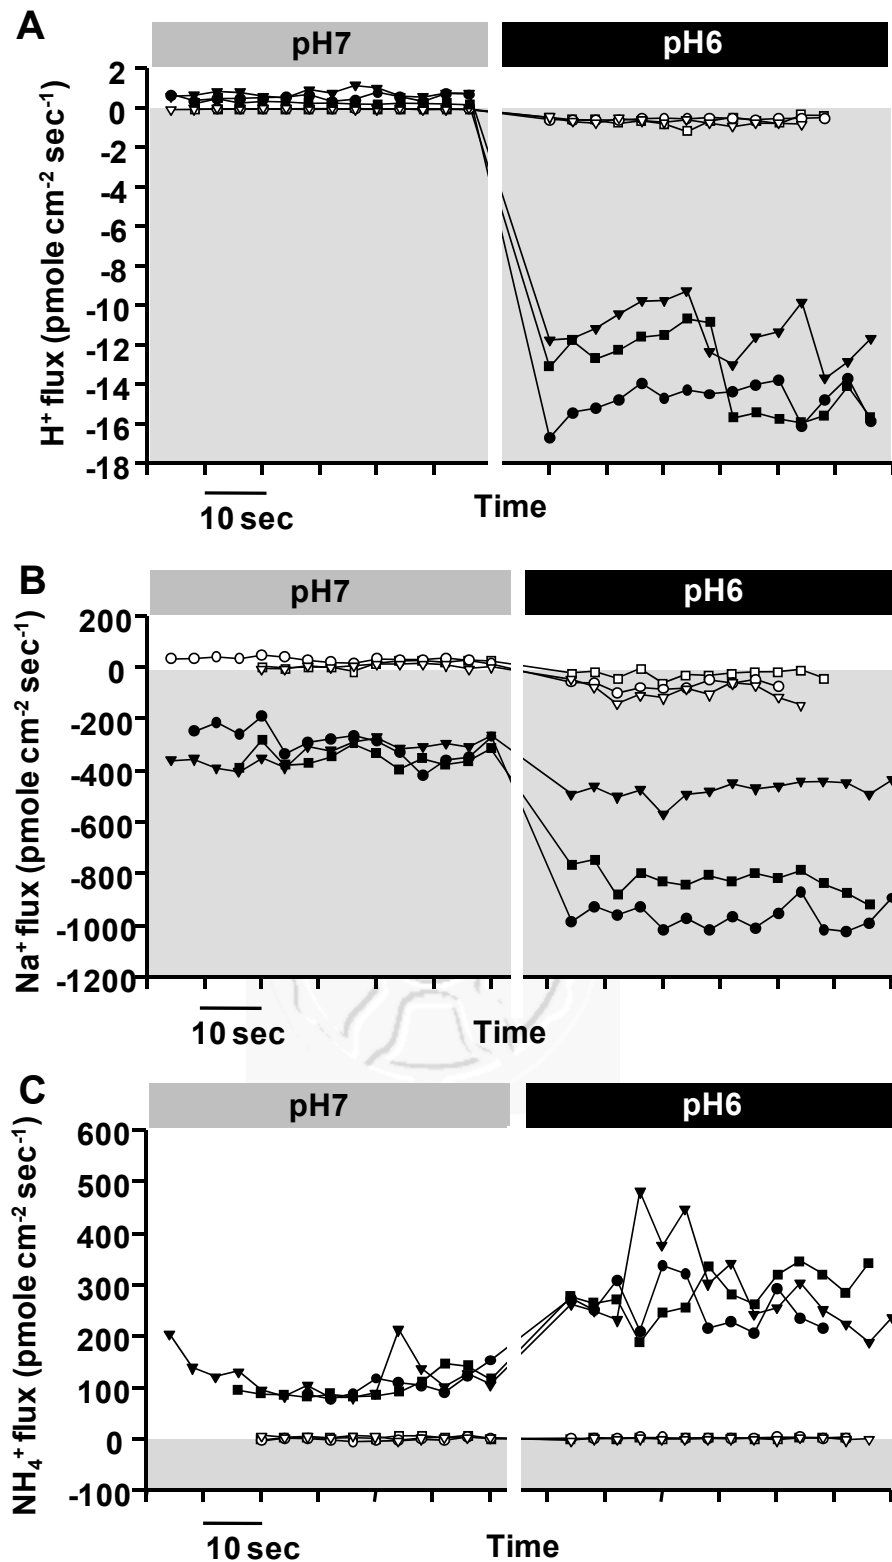 A
pH7
pH6
H+ flux (pmole cm-2 sec-1)
2
0
-2
-4
-6
-8
-10
-12
-14
-16
-18
10 sec
Time
B
pH7
pH6
Na+ flux (pmole cm-2 sec-1)
200
0
-200
-400
-600
-800
-1000
-1200
10 sec
Time
C
pH7
pH6
NH4+ flux (pmole cm-2 sec-1)
600
500
400
300
200
100
0
-100
10 sec
Time